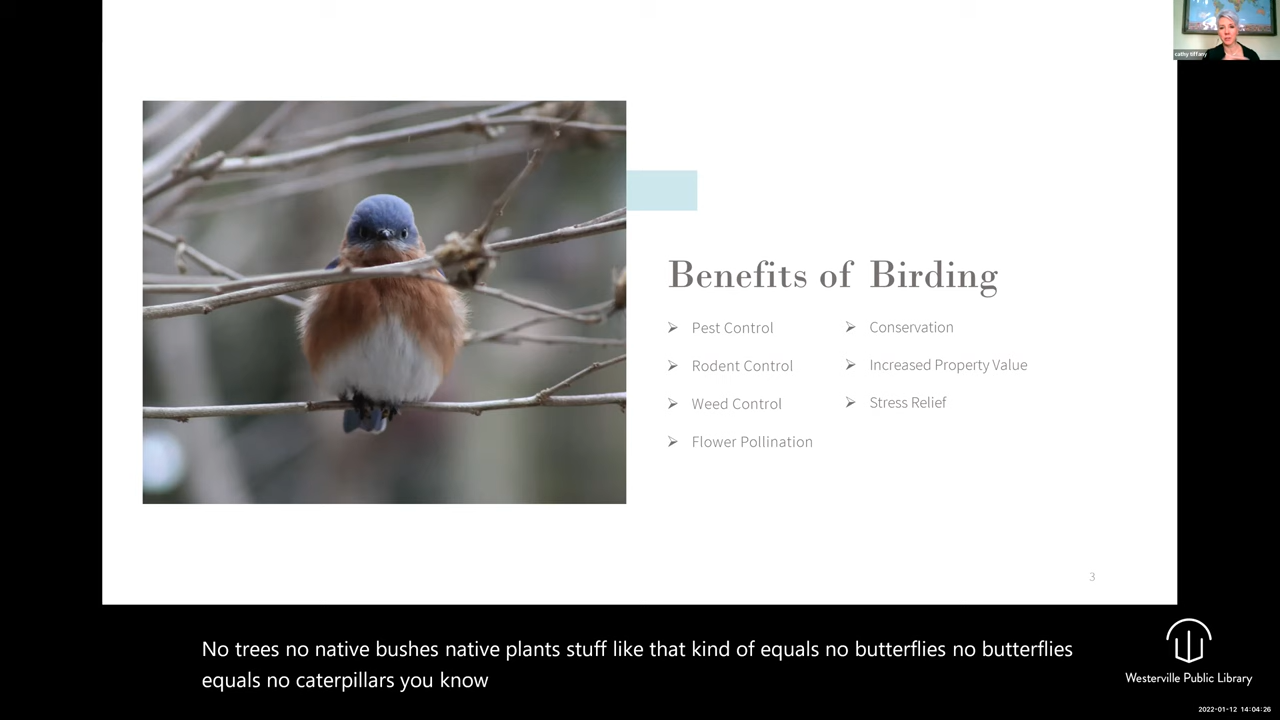 cathy tiffany
Benefits of Birding
➢ Pest Control
➢ Rodent Control
➢ Weed Control
➢ Flower Pollination
➢ Conservation
➢ Increased Property Value
➢ Stress Relief
3
No trees no native bushes native plants stuff like that kind of equals no butterflies no butterflies
equals no caterpillars you know
Westerville Public Library
2022-01-12 14:04:26